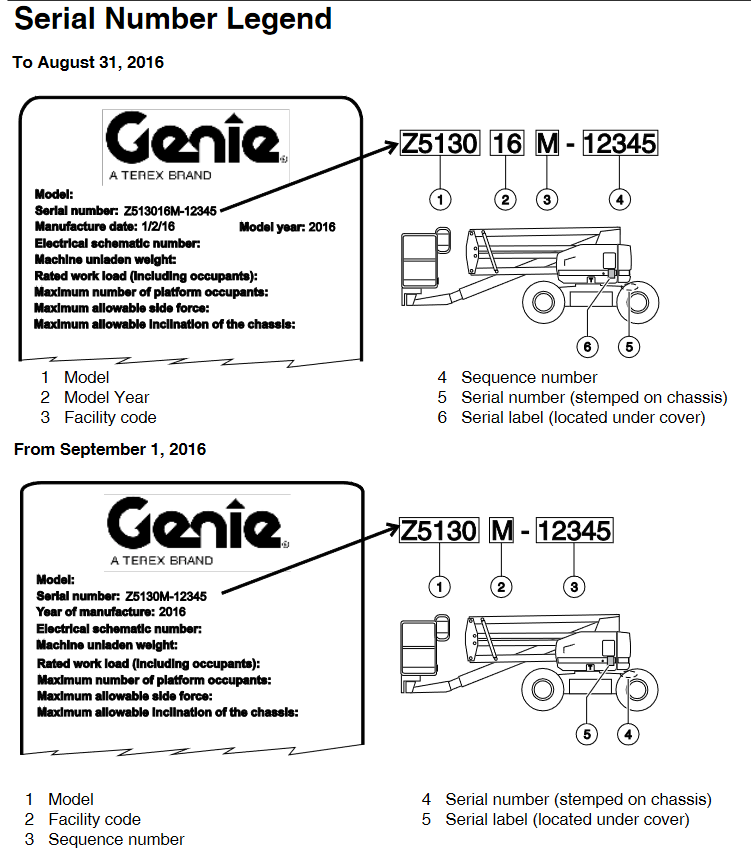 Serial Number Legend
To August 31, 2016
Genie
®
A TEREX BRAND
Model:
Serial number: Z513016M-12345
Manufacture date: 1/2/16 Model year: 2016
Electrical schematic number:
Machine unladen weight:
Rated work load (including occupants):
Maximum number of platform occupants:
Maximum allowable side force:
Maximum allowable inclination of the chassis:
Z5130 16 M - 12345
1 2 3 4
6 5
1 Model
2 Model Year
3 Facility code
4 Sequence number
5 Serial number (stemped on chassis)
6 Serial label (located under cover)
From September 1, 2016
Genie
®
A TEREX BRAND
Model:
Serial number: Z5130M-12345
Year of manufacture: 2016
Electrical schematic number:
Machine unladen weight:
Rated work load (including occupants):
Maximum number of platform occupants:
Maximum allowable side force:
Maximum allowable inclination of the chassis:
Z5130 M - 12345
1 2 3
5 4
1 Model
2 Facility code
3 Sequence number
4 Serial number (stemped on chassis)
5 Serial label (located under cover)